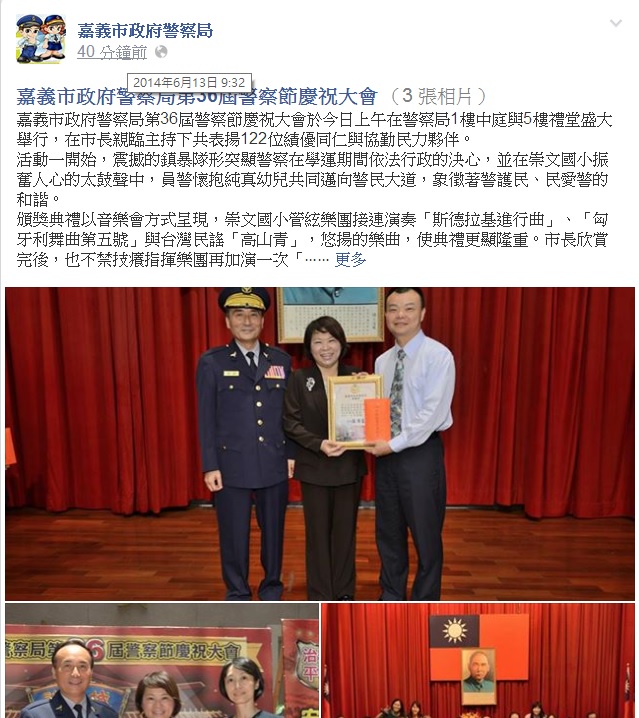 嘉義市政府警察局
40 分鐘前
2014年6月13日 9:32
嘉義市政府警察局第36屆警察節慶祝大會 (3 張相片)
嘉義市政府警察局第36屆警察節慶祝大會於今日上午在警察局1樓中庭與5樓禮堂盛大
舉行，在市長親臨主持下共表揚122位績優同仁與協勤民力夥伴。
活動一開始，震撼的鎮暴隊形突顯警察在學運期間依法行政的決心，並在崇文國小振
奮人心的太鼓聲中，員警懷抱純真幼兒共同邁向警民大道，象徵著警護民、民愛警的
和諧。
頒獎典禮以音樂會方式呈現，崇文國小管絃樂團接連演奏「斯德拉基進行曲」、「匈
牙利舞曲第五號」與台灣民謠「高山青」，悠揚的樂曲，使典禮更顯隆重。市長欣賞
完後，也不禁技癢指揮樂團再加演一次「…… 更多
警察局第36屆警察節慶祝大會
治平